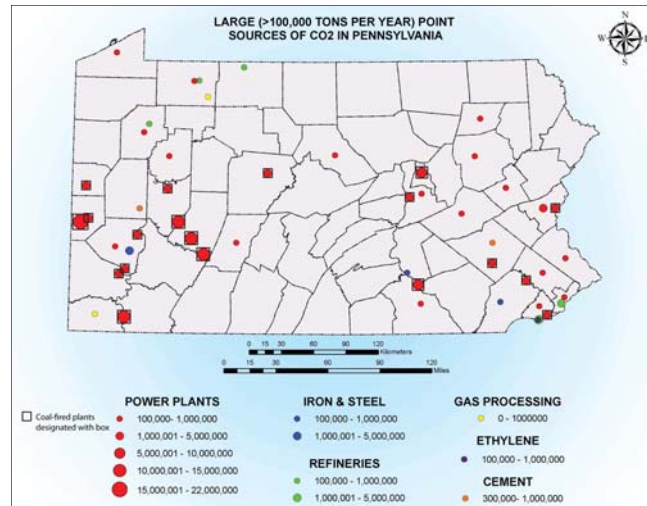 LARGE (>100,000 TONS PER YEAR) POINT
SOURCES OF CO2 IN PENNSYLVANIA
N
W
E
S
0 15 30 60 90 120
Kilometers
0 15 30 60 90 120
Miles
Coal-fired plants
designated with box
POWER PLANTS
100,000- 1,000,000
1,000,001 - 5,000,000
5,000,001 - 10,000,000
10,000,001 - 15,000,000
15,000,001 - 22,000,000
IRON & STEEL
100,000 - 1,000,000
1,000,001 - 5,000,000
REFINERIES
100,000 - 1,000,000
1,000,001 - 5,000,000
GAS PROCESSING
0 - 1000000
ETHYLENE
100,000 - 1,000,000
CEMENT
300,000- 1,000,000